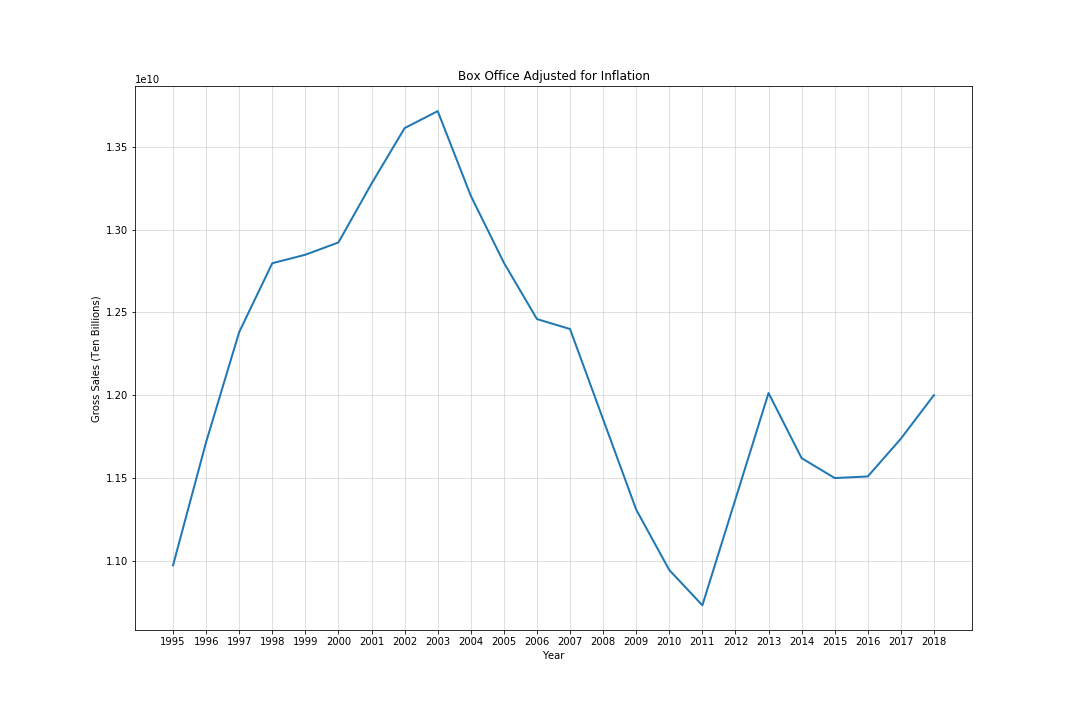 Box Office Adjusted for Inflation
1e10
1.35
1.30
1.25
1.20
1.15
1.10
Gross Sales (Ten Billions)
1995 1996 1997 1998 1999 2000 2001 2002 2003 2004 2005 2006 2007 2008 2009 2010 2011 2012 2013 2014 2015 2016 2017 2018
Year